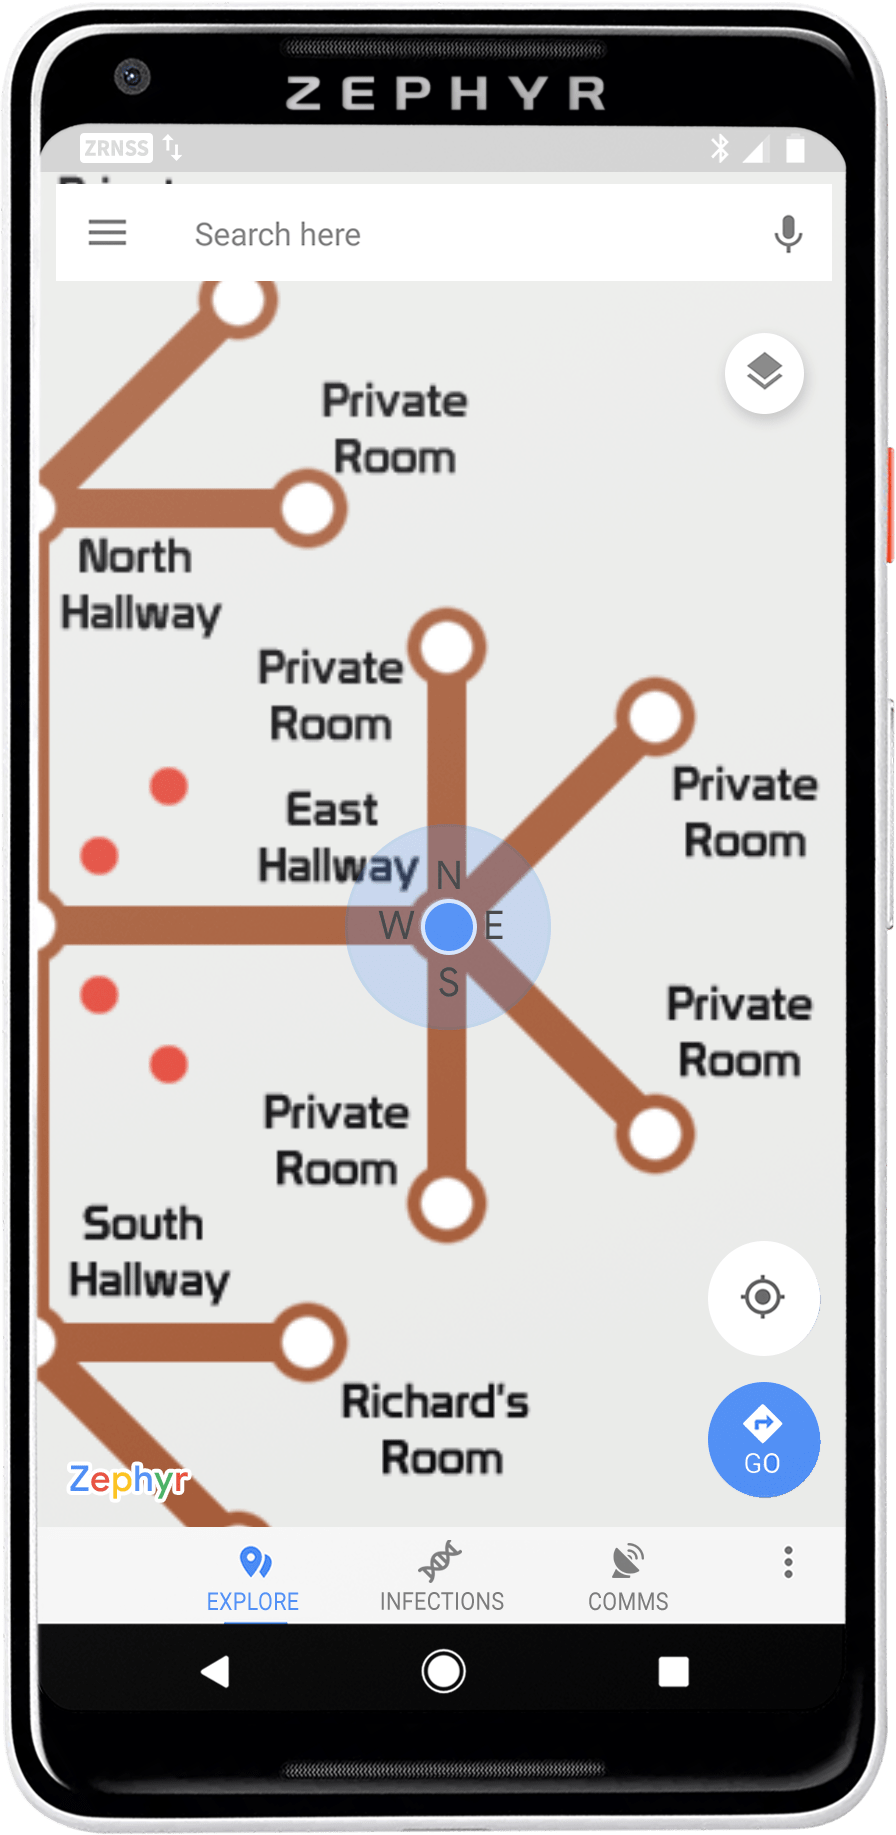 ZEPHYR
ZRNSS
Search here
Private
Room
North
Hallway
Private
Room
Private
Room
East
Hallway
N
W E
S
Private
Room
Private
Room
South
Hallway
Richard's
Room
Zephyr
GO
EXPLORE INFECTIONS COMMS